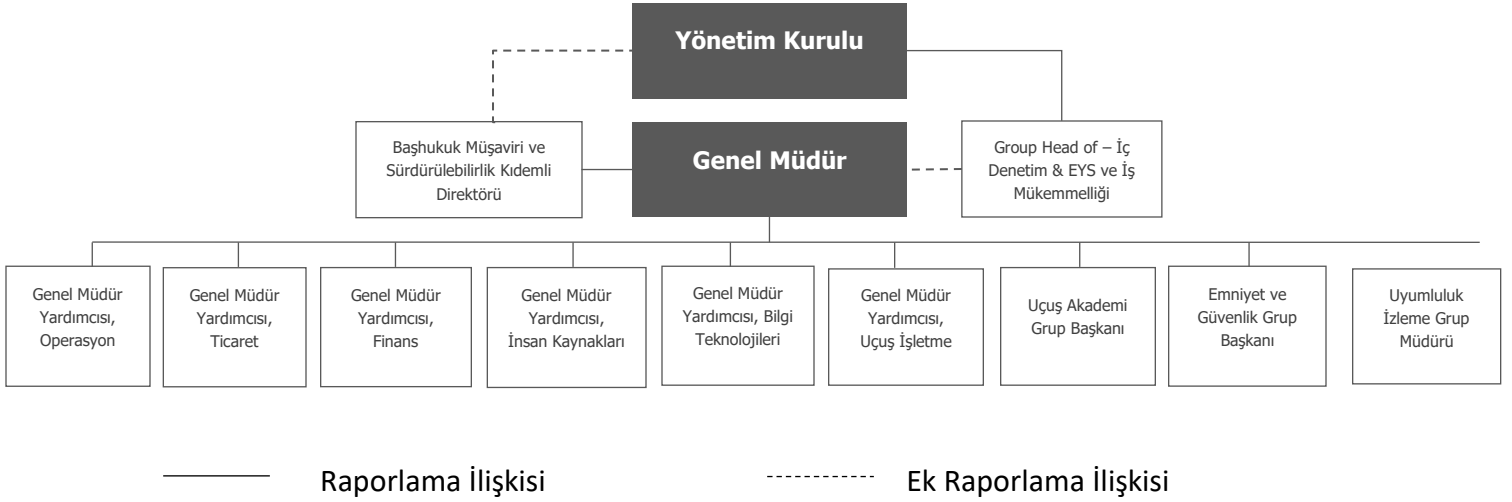 Yönetim Kurulu
Başhukuk Müşaviri ve
Sürdürülebilirlik Kıdemli
Direktörü
Genel Müdür
Group Head of – İç
Denetim & EYS ve İş
Mükemmelliği
Genel Müdür
Yardımcısı,
Operasyon
Genel Müdür
Yardımcısı,
Ticaret
Genel Müdür
Yardımcısı,
Finans
Genel Müdür
Yardımcısı,
İnsan Kaynakları
Genel Müdür
Yardımcısı, Bilgi
Teknolojileri
Genel Müdür
Yardımcısı,
Uçuş İşletme
Uçuş Akademi
Grup Başkanı
Emniyet ve
Güvenlik Grup
Başkanı
Uyumluluk
İzleme Grup
Müdürü
Raporlama İlişkisi
Ek Raporlama İlişkisi